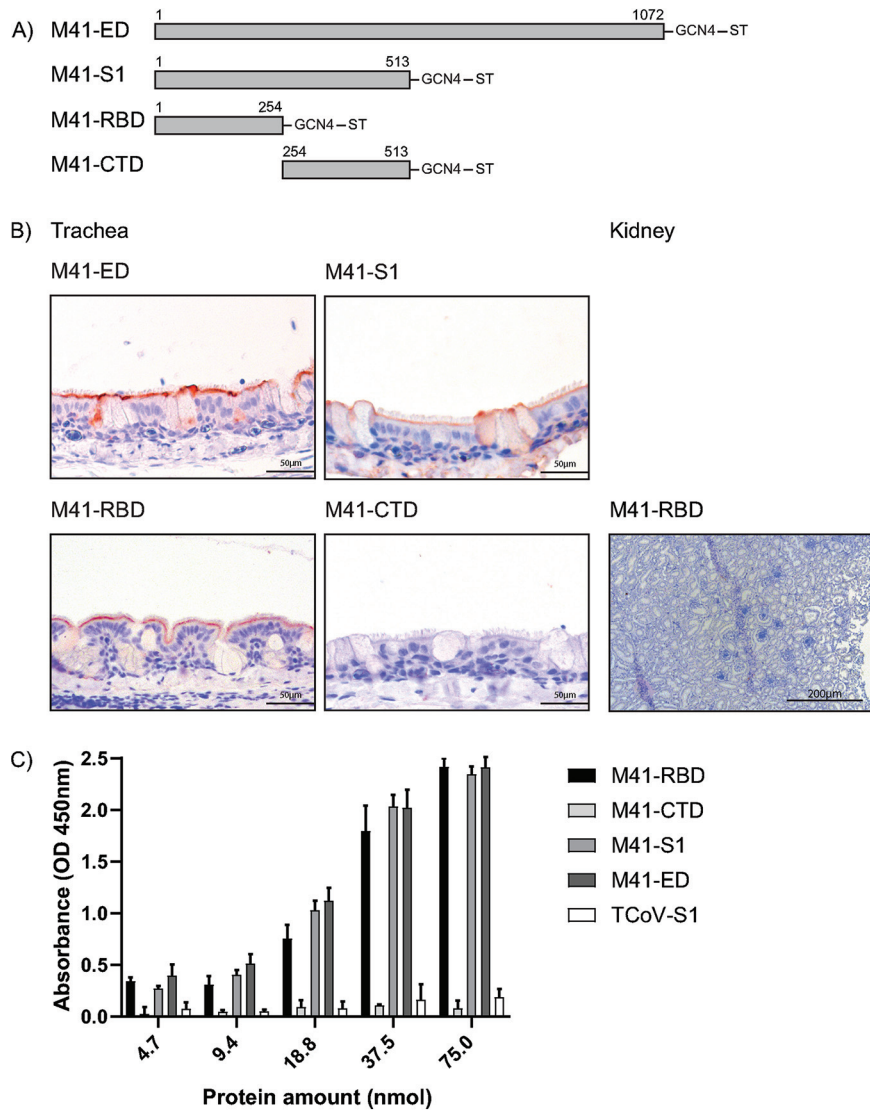 A)
M41-ED
1 1072
GCN4–ST
M41-S1
1 513
GCN4–ST
M41-RBD
1 254
GCN4–ST
M41-CTD
254 513
GCN4–ST
B) Trachea Kidney
M41-ED M41-S1
50µm 50µm
M41-RBD M41-CTD M41-RBD
50µm 50µm 200µm
C)
Absorbance (OD 450nm)
2.5
2.0
1.5
1.0
0.5
0.0
4.7 9.4 18.8 37.5 75.0
Protein amount (nmol)
M41-RBD
M41-CTD
M41-S1
M41-ED
TCoV-S1